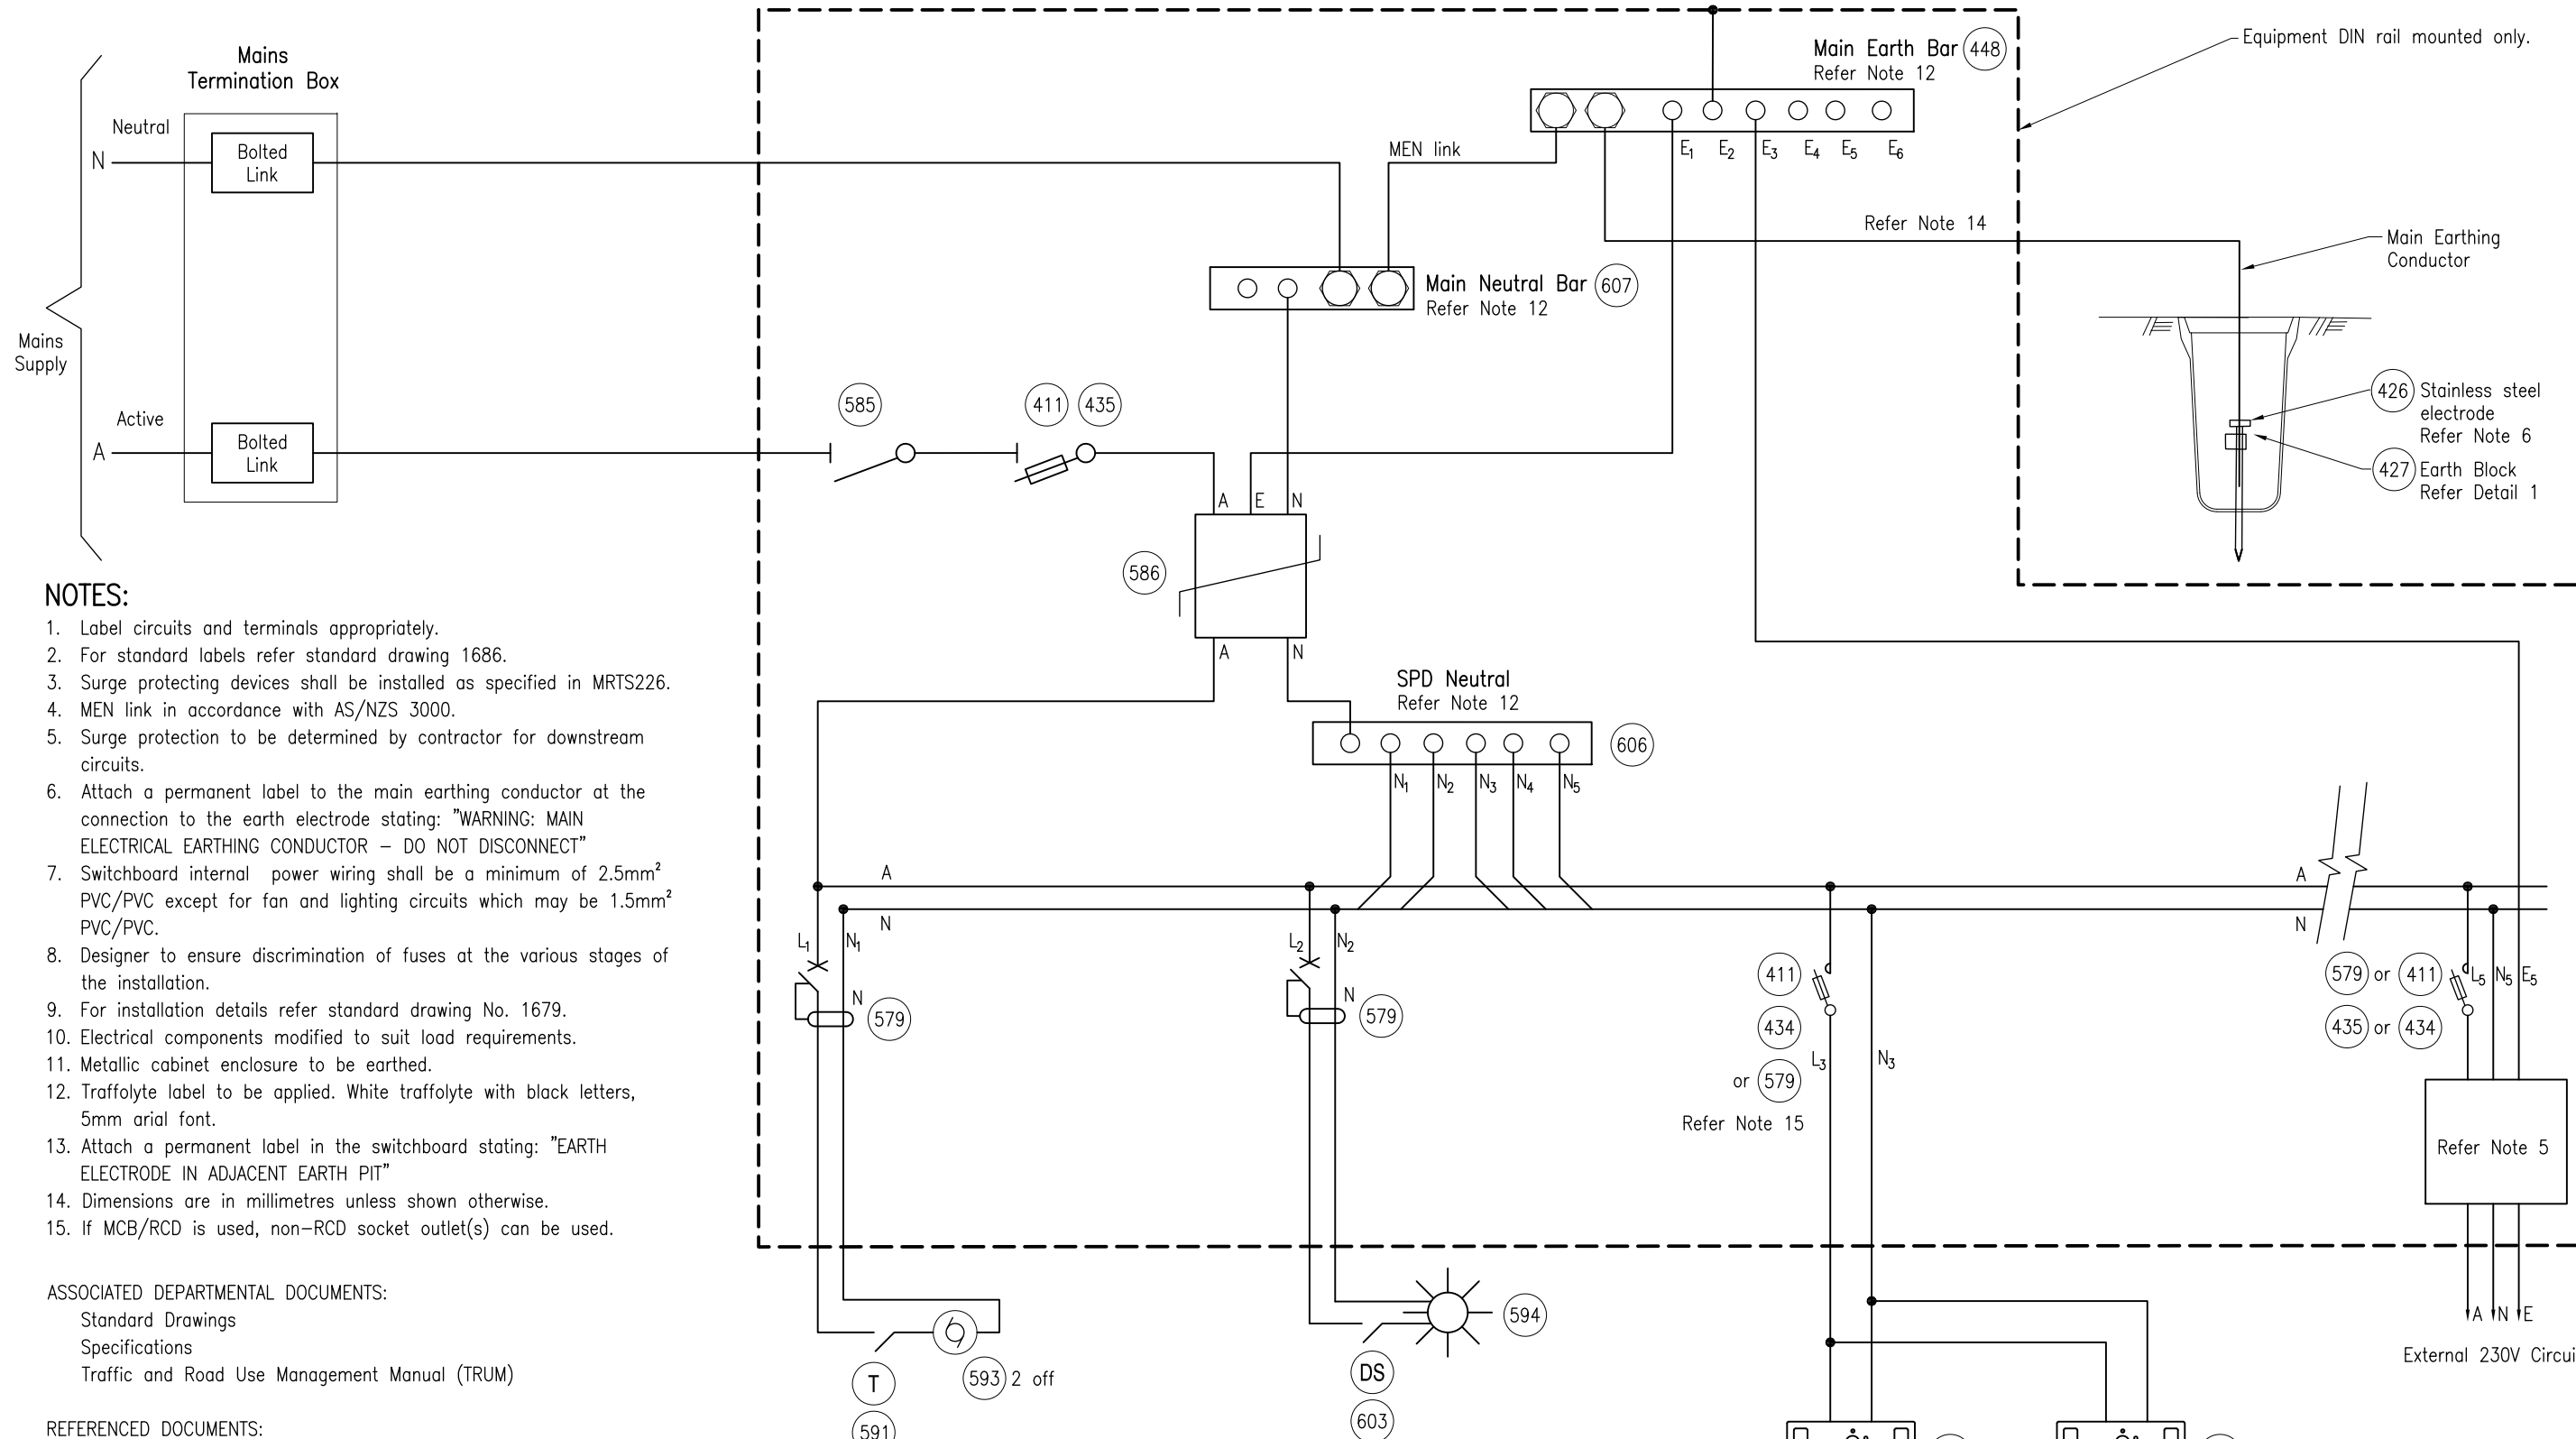 Mains
Termination Box
Neutral
N
Bolted
Link
Mains
Supply
Active
A
Bolted
Link
Main Earth Bar 448
Refer Note 12
E1 E2 E3 E4 E5 E6
MEN link
Equipment DIN rail mounted only.
Refer Note 14
Main Earthing
Conductor
Main Neutral Bar 607
Refer Note 12
426 Stainless steel
electrode
Refer Note 6
427 Earth Block
Refer Detail 1
585
411 435
A E N
586
A N
SPD Neutral
Refer Note 12
606
N1 N2 N3 N4 N5
A
N
A
N
L1 N1
N
579
L2 N2
N
579
411
434
or 579
Refer Note 15
L3 N3
579 or 411
435 or 434
L5 N5 E5
Refer Note 5
A N E
External 230V Circui
T
591
593 2 off
DS
603
594
NOTES:
1. Label circuits and terminals appropriately.
2. For standard labels refer standard drawing 1686.
3. Surge protecting devices shall be installed as specified in MRTS226.
4. MEN link in accordance with AS/NZS 3000.
5. Surge protection to be determined by contractor for downstream
circuits.
6. Attach a permanent label to the main earthing conductor at the
connection to the earth electrode stating: "WARNING: MAIN
ELECTRICAL EARTHING CONDUCTOR – DO NOT DISCONNECT"
7. Switchboard internal power wiring shall be a minimum of 2.5mm²
PVC/PVC except for fan and lighting circuits which may be 1.5mm²
PVC/PVC.
8. Designer to ensure discrimination of fuses at the various stages of
the installation.
9. For installation details refer standard drawing No. 1679.
10. Electrical components modified to suit load requirements.
11. Metallic cabinet enclosure to be earthed.
12. Traffolyte label to be applied. White traffolyte with black letters,
5mm arial font.
13. Attach a permanent label in the switchboard stating: "EARTH
ELECTRODE IN ADJACENT EARTH PIT"
14. Dimensions are in millimetres unless shown otherwise.
15. If MCB/RCD is used, non–RCD socket outlet(s) can be used.
ASSOCIATED DEPARTMENTAL DOCUMENTS:
Standard Drawings
Specifications
Traffic and Road Use Management Manual (TRUM)
REFERENCED DOCUMENTS: